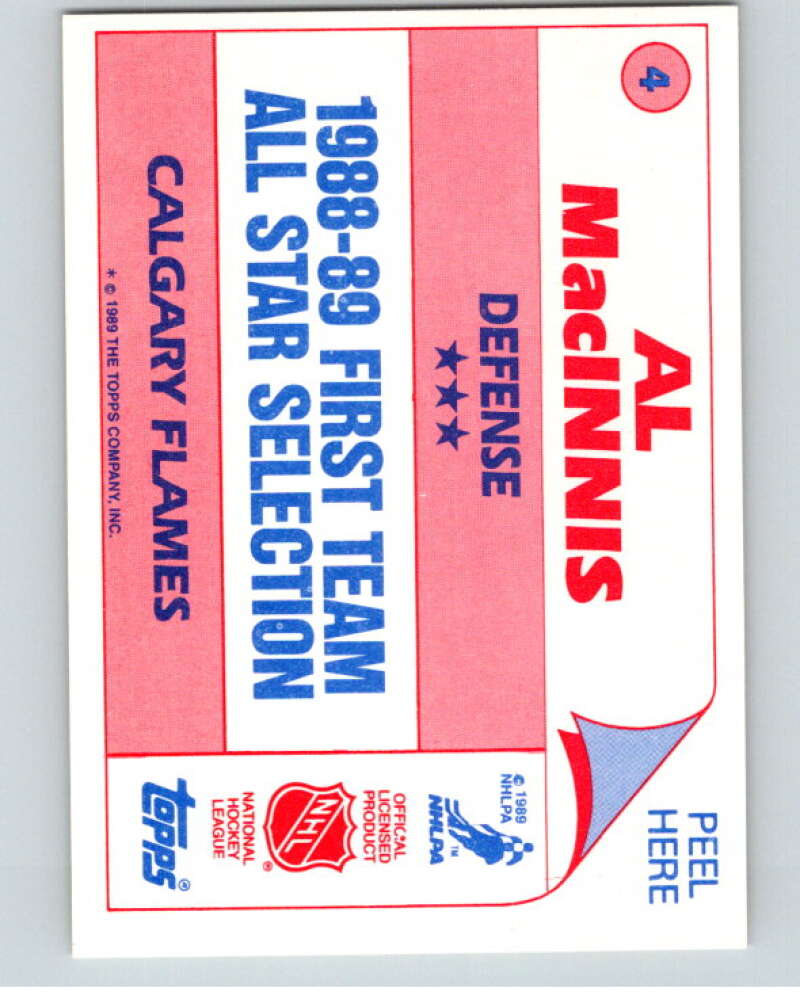 4
AL
MacINNIS
DEFENSE
★★★
1988-89 FIRST TEAM
ALL STAR SELECTION
CALGARY FLAMES
* © 1989 THE TOPPS COMPANY, INC.
PEEL
HERE
© 1989
NHLPA
NHLPA™
OFFICIAL
LICENSED
PRODUCT
NHL
®
NATIONAL
HOCKEY
LEAGUE
topps®